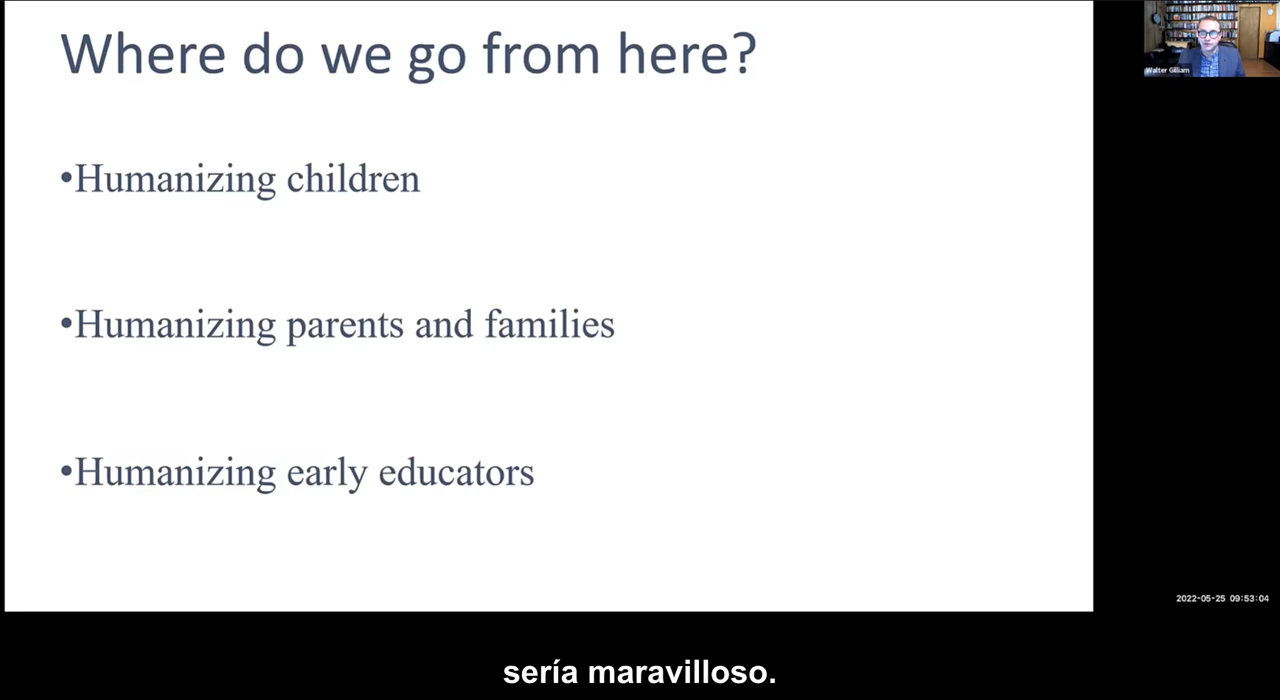 Where do we go from here?
Walter Gilliam
•Humanizing children
•Humanizing parents and families
•Humanizing early educators
2022-05-25 09:53:04
sería maravilloso.